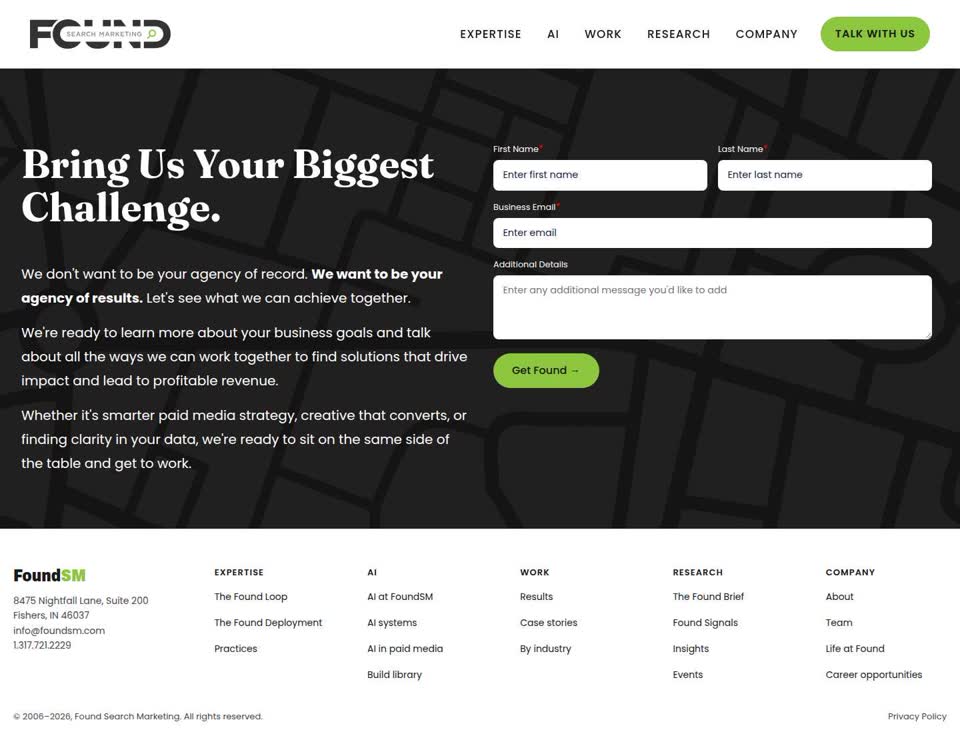 FOUND
SEARCH MARKETING
EXPERTISE
AI
WORK
RESEARCH
COMPANY
TALK WITH US
Bring Us Your Biggest
Challenge.
We don't want to be your agency of record. We want to be your
agency of results. Let's see what we can achieve together.
We're ready to learn more about your business goals and talk
about all the ways we can work together to find solutions that drive
impact and lead to profitable revenue.
Whether it's smarter paid media strategy, creative that converts, or
finding clarity in your data, we're ready to sit on the same side of
the table and get to work.
First Name*
Last Name*
Enter first name
Enter last name
Business Email*
Enter email
Additional Details
Enter any additional message you'd like to add
Get Found →
FoundSM
8475 Nightfall Lane, Suite 200
Fishers, IN 46037
info@foundsm.com
1.317.721.2229
EXPERTISE
The Found Loop
The Found Deployment
Practices
AI
AI at FoundSM
AI systems
AI in paid media
Build library
WORK
Results
Case stories
By industry
RESEARCH
The Found Brief
Found Signals
Insights
Events
COMPANY
About
Team
Life at Found
Career opportunities
© 2006–2026, Found Search Marketing. All rights reserved.
Privacy Policy